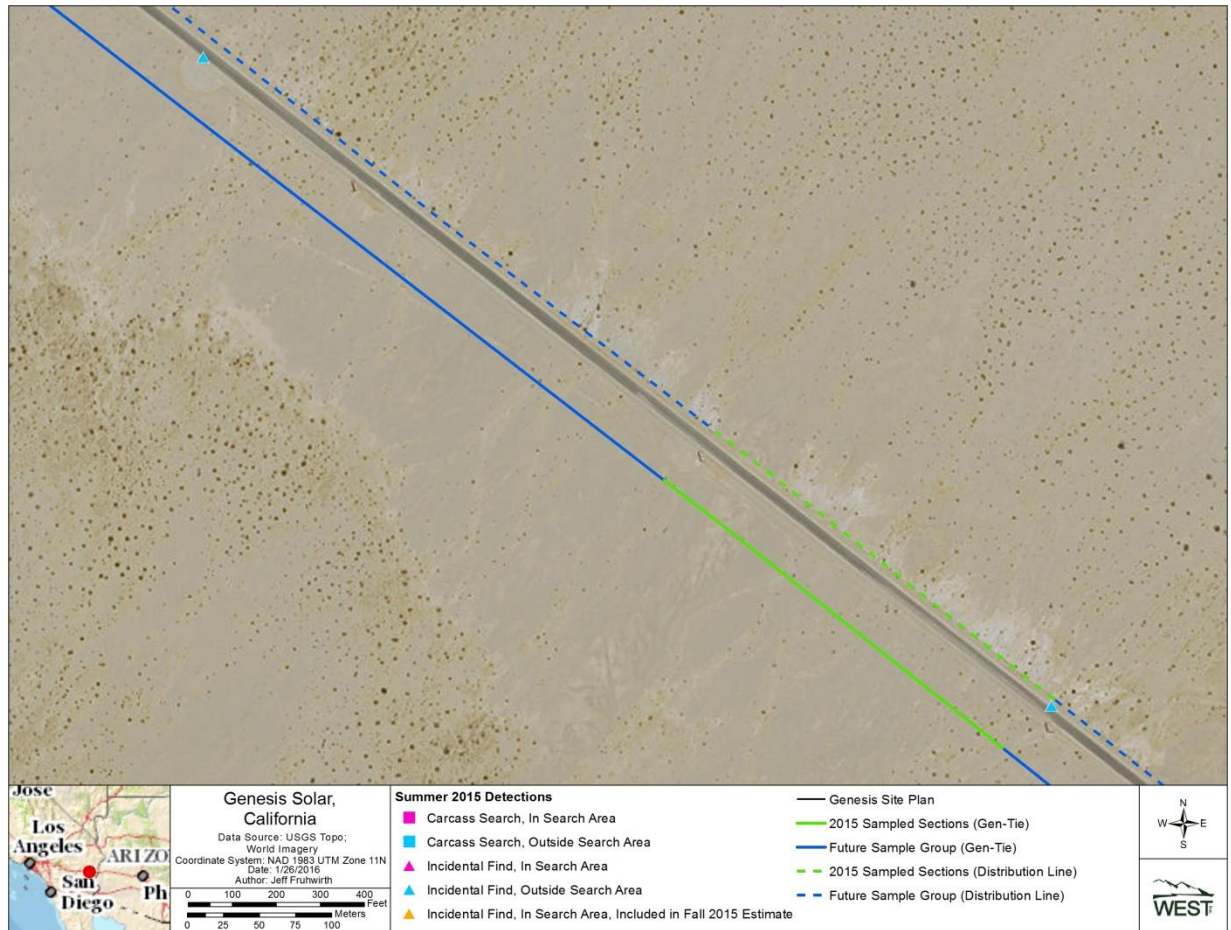 Jose
Los
Angeles
ARIZO
San
Diego
Ph
Genesis Solar,
California
Data Source: USGS Topo;
World Imagery
Coordinate System: NAD 1983 UTM Zone 11N
Date: 1/26/2016
Author: Jeff Fruhwirth
0 100 200 300 400
Feet
Meters
0 25 50 75 100
Summer 2015 Detections
Carcass Search, In Search Area
Carcass Search, Outside Search Area
Incidental Find, In Search Area
Incidental Find, Outside Search Area
Incidental Find, In Search Area, Included in Fall 2015 Estimate
Genesis Site Plan
2015 Sampled Sections (Gen-Tie)
Future Sample Group (Gen-Tie)
2015 Sampled Sections (Distribution Line)
Future Sample Group (Distribution Line)
N
W E
S
WEST